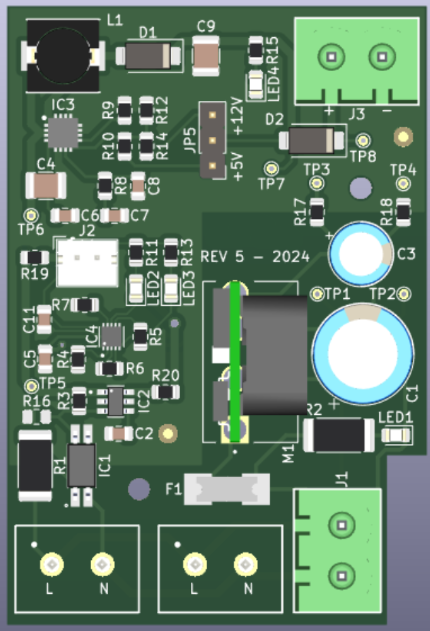 L1
D1
C9
R15
LED4
IC3
R9
R12
R10
R14
JP5
+12V
+5V
+ J3 -
D2
TP8
TP7
TP3
TP4
C4
R8
C8
R17
R18
TP6
C6
C7
J2
R19
R11
R13
LED2
LED3
REV 5 - 2024
+
C3
R7
TP1
TP2
C11
IC4
R5
C5
R4
R6
TP5
R20
R16
R3
IC2
C2
+
C1
R2
LED1
R1
IC1
M1
F1
J1
L
N
L
N